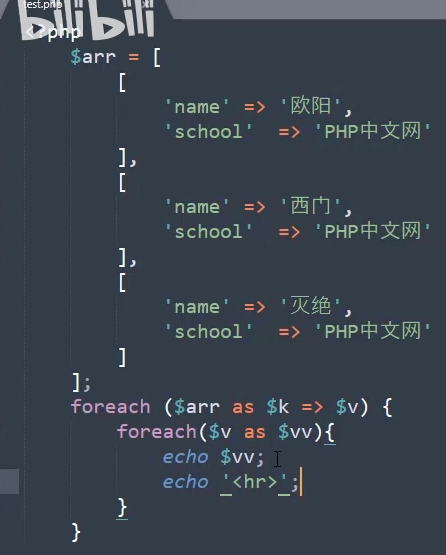 test.php
bilibili
<?php
$arr = [
[
'name' => '欧阳',
'school' => 'PHP中文网'
],
[
'name' => '西门',
'school' => 'PHP中文网'
],
[
'name' => '灭绝',
'school' => 'PHP中文网'
]
];
foreach ($arr as $k => $v) {
foreach($v as $vv){
echo $vv;
echo '<hr>';
}
}